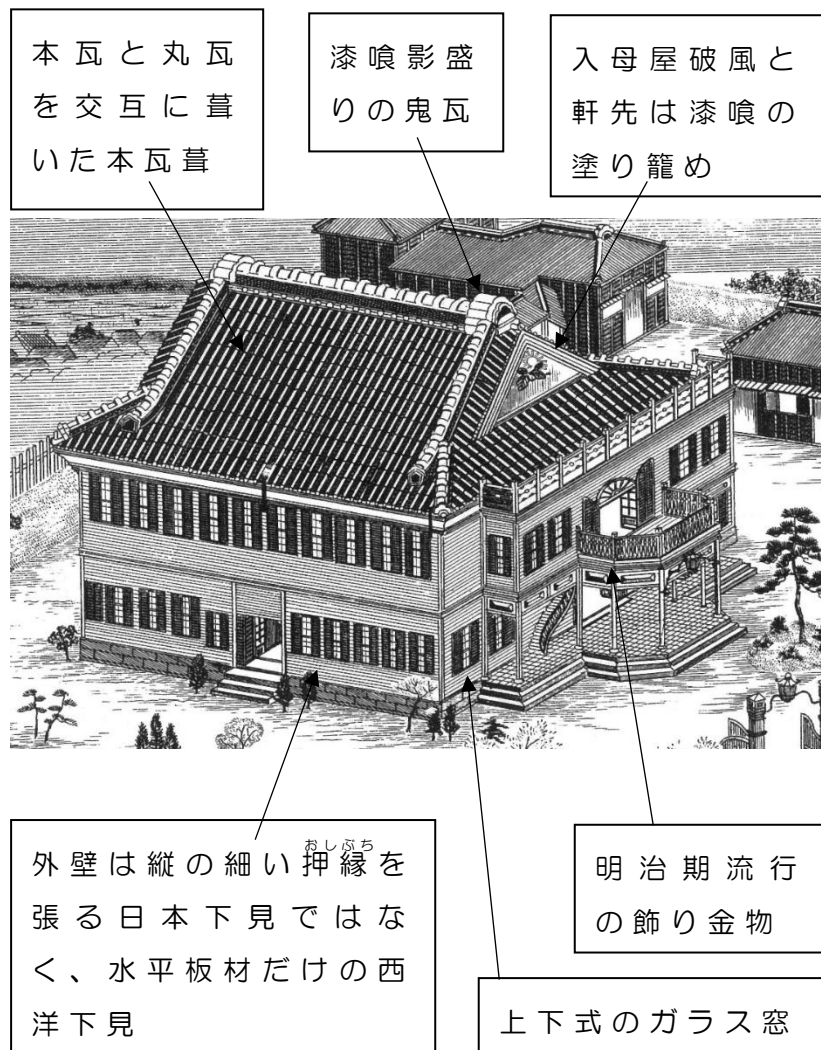 本瓦と丸瓦
を交互に葺
いた本瓦葺
漆喰影盛
りの鬼瓦
入母屋破風と
軒先は漆喰の
塗り籠め
おしぶち
外壁は縦の細い押縁を
張る日本下見ではな
く、水平板材だけの西
洋下見
明治期流行
の飾り金物
上下式のガラス窓